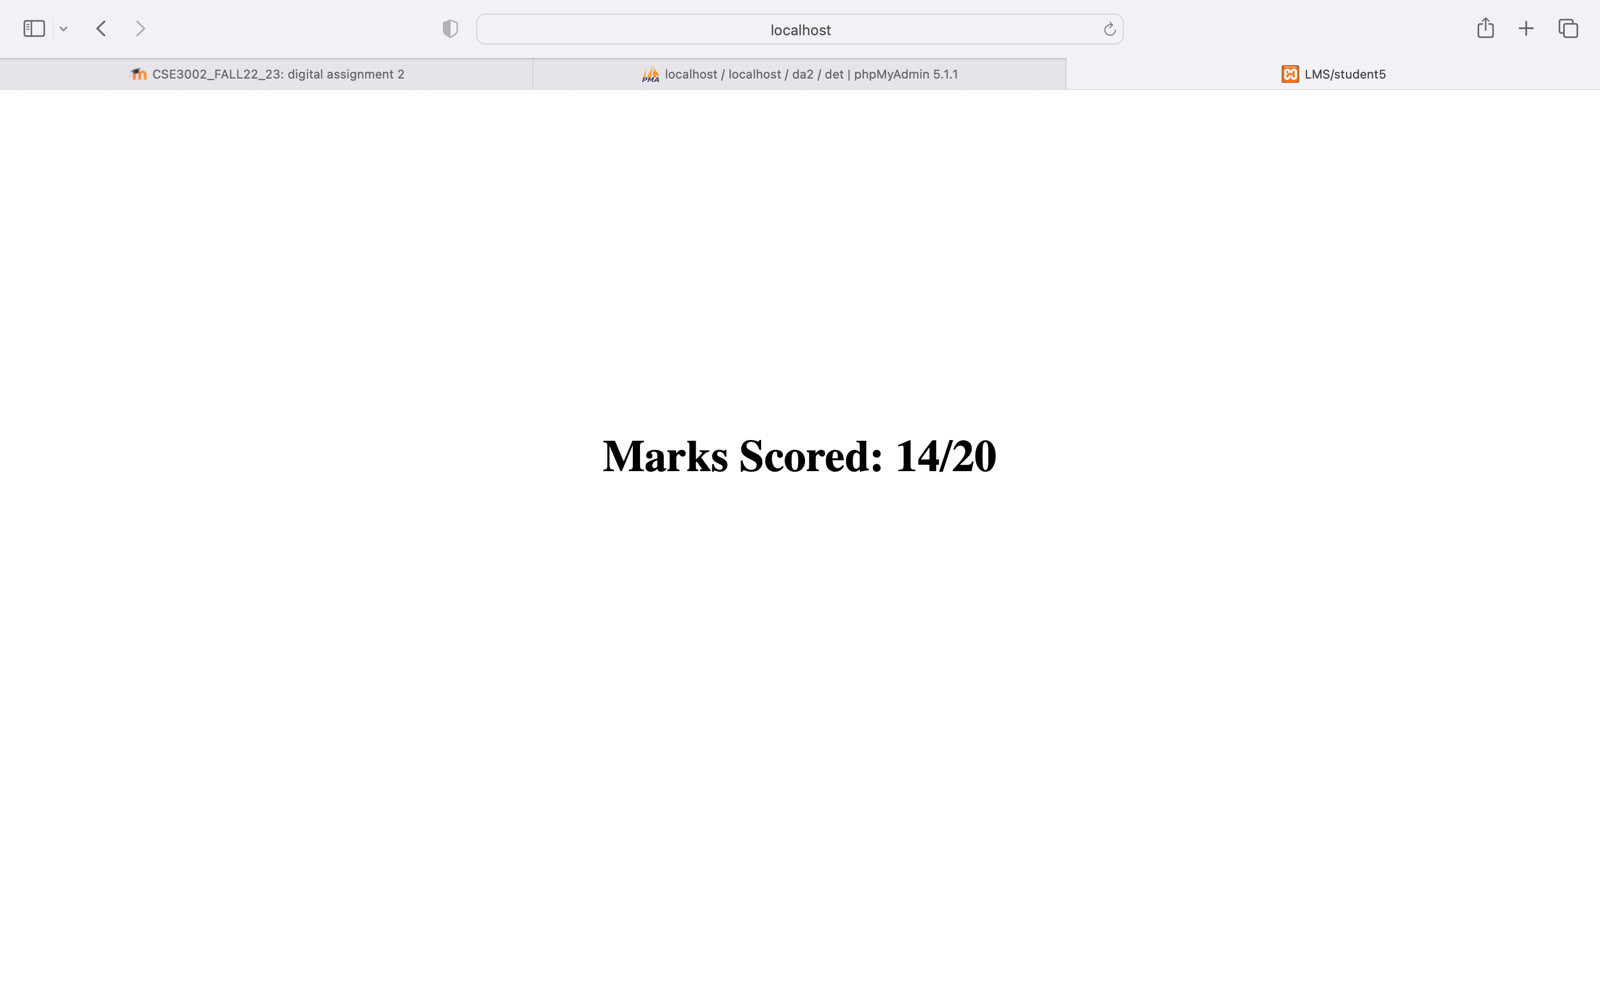 localhost
CSE3002_FALL22_23: digital assignment 2
PMA localhost / localhost / da2 / det | phpMyAdmin 5.1.1
LMS/student5
Marks Scored: 14/20